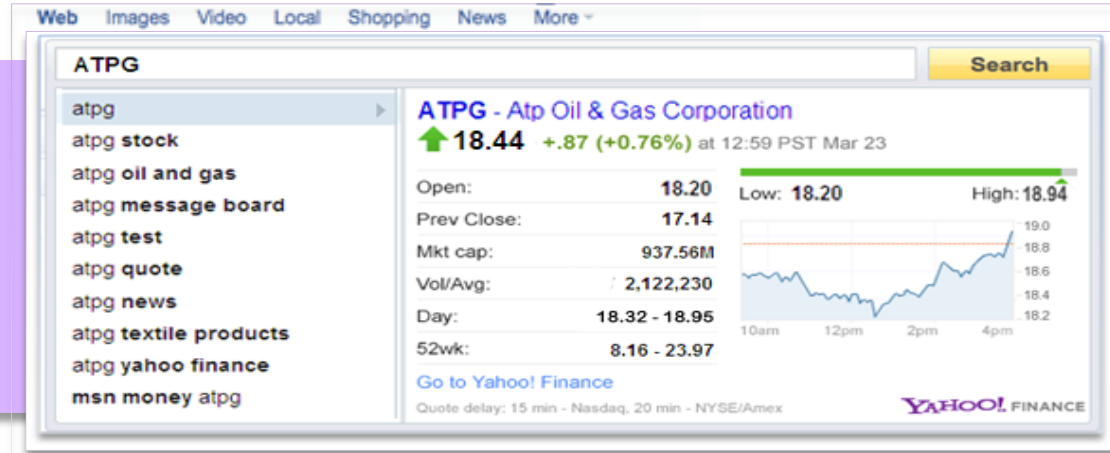 Web Images Video Local Shopping News More
ATPG
Search
atpg
atpg stock
atpg oil and gas
atpg message board
atpg test
atpg quote
atpg news
atpg textile products
atpg yahoo finance
msn money atpg
ATPG - Atp Oil & Gas Corporation
18.44 +.87 (+0.76%) at 12:59 PST Mar 23
Open: 18.20
Prev Close: 17.14
Mkt cap: 937.56M
Vol/Avg: / 2,122,230
Day: 18.32 - 18.95
52wk: 8.16 - 23.97
Go to Yahoo! Finance
Quote delay: 15 min - Nasdaq, 20 min - NYSE/Amex
Low: 18.20 High: 18.94
19.0
18.8
18.6
18.4
18.2
10am 12pm 2pm 4pm
YAHOO! FINANCE